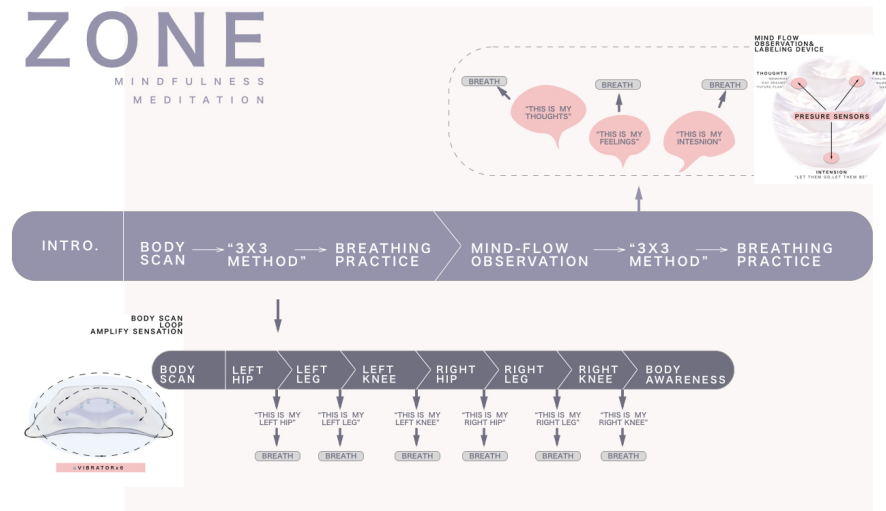 ZONE
MINDFULNESS
MEDITATION
MIND FLOW
OBSERVATION&
LABELING DEVICE
THOUGHTS
FEEL
PRESURE SENSORS
INTENSION
"LET THEM GO,LET THEM BE"
BREATH
BREATH
BREATH
"THIS IS MY
THOUGHTS"
"THIS IS MY
FEELINGS"
"THIS IS MY
INTESNION"
INTRO.
BODY
SCAN
"3X3
METHOD"
BREATHING
PRACTICE
MIND-FLOW
OBSERVATION
"3X3
METHOD"
BREATHING
PRACTICE
BODY SCAN
LOOP
AMPLIFY SENSATION
BODY
SCAN
LEFT
HIP
LEFT
LEG
LEFT
KNEE
RIGHT
HIP
RIGHT
LEG
RIGHT
KNEE
BODY
AWARENESS
"THIS IS MY
LEFT HIP"
"THIS IS MY
LEFT LEG"
"THIS IS MY
LEFT KNEE"
"THIS IS MY
RIGHT HIP"
"THIS IS MY
RIGHT LEG"
"THIS IS MY
RIGHT KNEE"
BREATH
BREATH
BREATH
BREATH
BREATH
BREATH
VIBRATOR